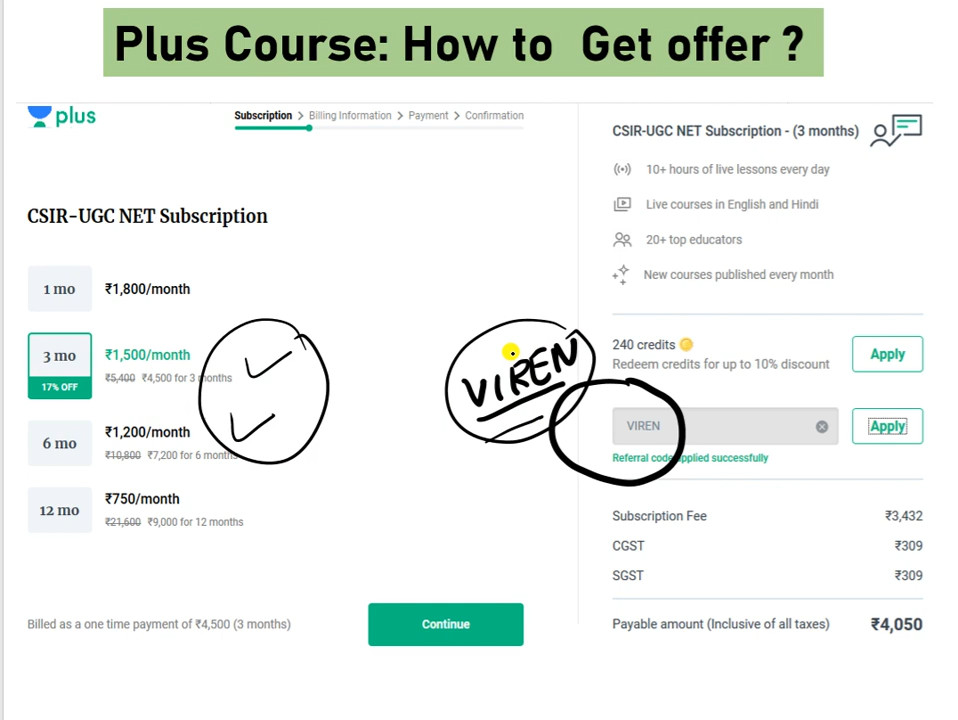 Plus Course: How to Get offer ?
plus
Subscription > Billing Information > Payment > Confirmation
CSIR-UGC NET Subscription
1 mo ₹1,800/month
3 mo ₹1,500/month
17% OFF ₹5,400 ₹4,500 for 3 months
6 mo ₹1,200/month
₹10,800 ₹7,200 for 6 months
12 mo ₹750/month
₹21,600 ₹9,000 for 12 months
Billed as a one time payment of ₹4,500 (3 months)
Continue
VIREN
CSIR-UGC NET Subscription - (3 months)
10+ hours of live lessons every day
Live courses in English and Hindi
20+ top educators
New courses published every month
240 credits
Redeem credits for up to 10% discount
Apply
VIREN
Apply
Referral code applied successfully
Subscription Fee ₹3,432
CGST ₹309
SGST ₹309
Payable amount (Inclusive of all taxes) ₹4,050